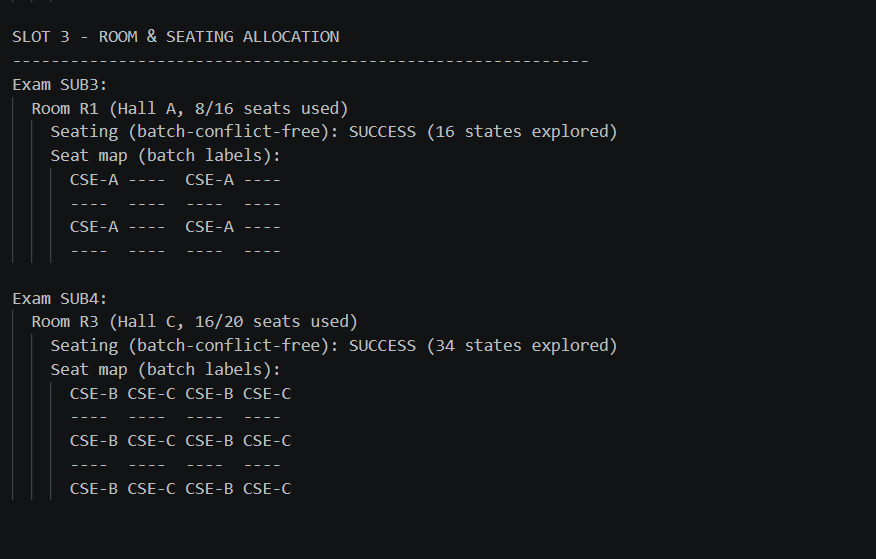 SLOT 3 - ROOM & SEATING ALLOCATION
------------------------------------------------------------
Exam SUB3:
  Room R1 (Hall A, 8/16 seats used)
    Seating (batch-conflict-free): SUCCESS (16 states explored)
    Seat map (batch labels):
      CSE-A ----  CSE-A ----
      ----  ----  ----  ----
      CSE-A ----  CSE-A ----
      ----  ----  ----  ----
Exam SUB4:
  Room R3 (Hall C, 16/20 seats used)
    Seating (batch-conflict-free): SUCCESS (34 states explored)
    Seat map (batch labels):
      CSE-B CSE-C CSE-B CSE-C
      ----  ----  ----  ----
      CSE-B CSE-C CSE-B CSE-C
      ----  ----  ----  ----
      CSE-B CSE-C CSE-B CSE-C